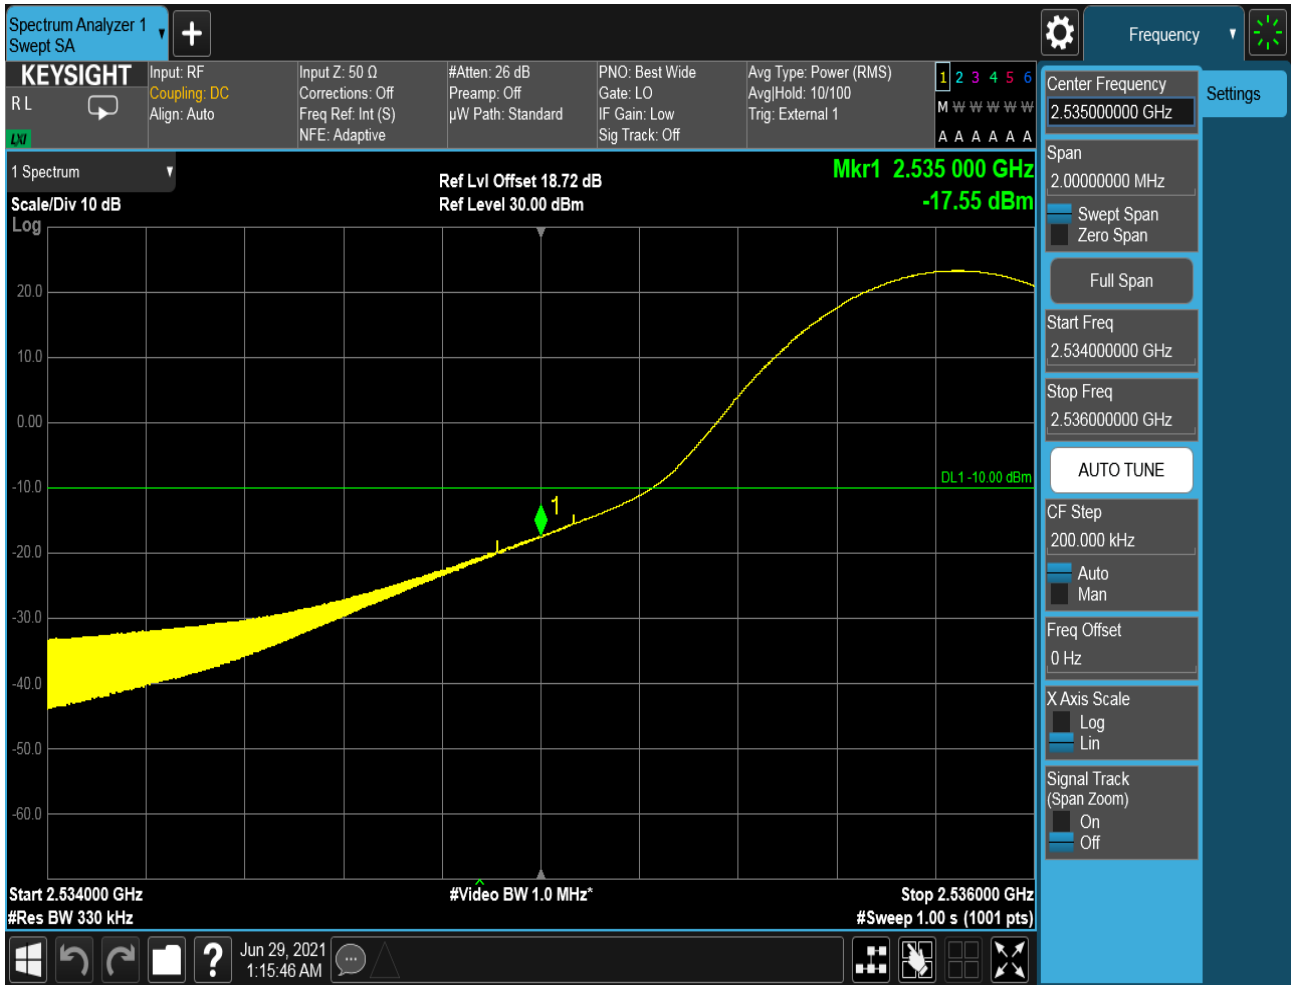 Spectrum Analyzer 1
Swept SA
Frequency
KEYSIGHT
R L
LXI
Input: RF
Coupling: DC
Align: Auto
Input Z: 50 Ω
Corrections: Off
Freq Ref: Int (S)
NFE: Adaptive
#Atten: 26 dB
Preamp: Off
µW Path: Standard
PNO: Best Wide
Gate: LO
IF Gain: Low
Sig Track: Off
Avg Type: Power (RMS)
Avg|Hold: 10/100
Trig: External 1
1 2 3 4 5 6
M W W W W W
A A A A A A
1 Spectrum
Scale/Div 10 dB
Log
Ref Lvl Offset 18.72 dB
Ref Level 30.00 dBm
Mkr1 2.535 000 GHz
-17.55 dBm
20.0
10.0
0.00
-10.0
-20.0
-30.0
-40.0
-50.0
-60.0
DL1 -10.00 dBm
1
Start 2.534000 GHz
#Res BW 330 kHz
#Video BW 1.0 MHz*
Stop 2.536000 GHz
#Sweep 1.00 s (1001 pts)
Jun 29, 2021
1:15:46 AM
?
Center Frequency
2.535000000 GHz
Settings
Span
2.00000000 MHz
Swept Span
Zero Span
Full Span
Start Freq
2.534000000 GHz
Stop Freq
2.536000000 GHz
AUTO TUNE
CF Step
200.000 kHz
Auto
Man
Freq Offset
0 Hz
X Axis Scale
Log
Lin
Signal Track
(Span Zoom)
On
Off